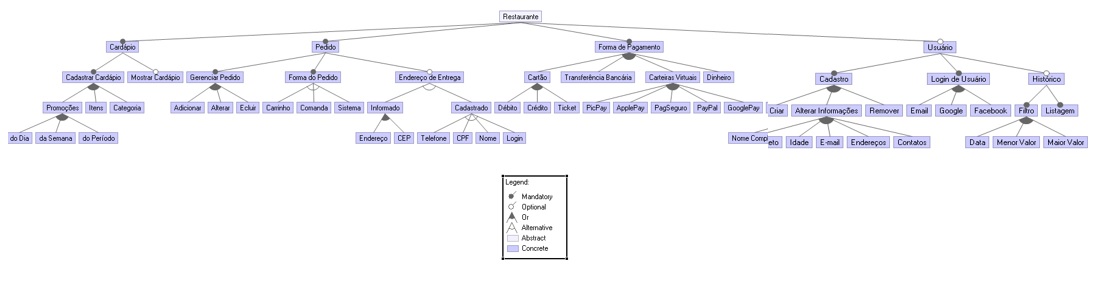 Restaurante
Cardápio
Pedido
Forma de Pagamento
Usuário
Cadastrar Cardápio
Mostrar Cardápio
Gerenciar Pedido
Forma do Pedido
Endereço de Entrega
Cartão
Transferência Bancária
Carteiras Virtuais
Dinheiro
Cadastro
Login de Usuário
Histórico
Promoções
Itens
Categoria
Adicionar
Alterar
Ecluir
Carrinho
Comanda
Sistema
Informado
Cadastrado
Débito
Crédito
Ticket
PicPay
ApplePay
PagSeguro
PayPal
GooglePay
Criar
Alterar Informações
Remover
Email
Google
Facebook
Filtro
Listagem
do Dia
da Semana
do Período
Endereço
CEP
Telefone
CPF
Nome
Login
Nome Completo
Idade
E-mail
Endereços
Contatos
Data
Menor Valor
Maior Valor
Legend:
Mandatory
Optional
Or
Alternative
Abstract
Concrete